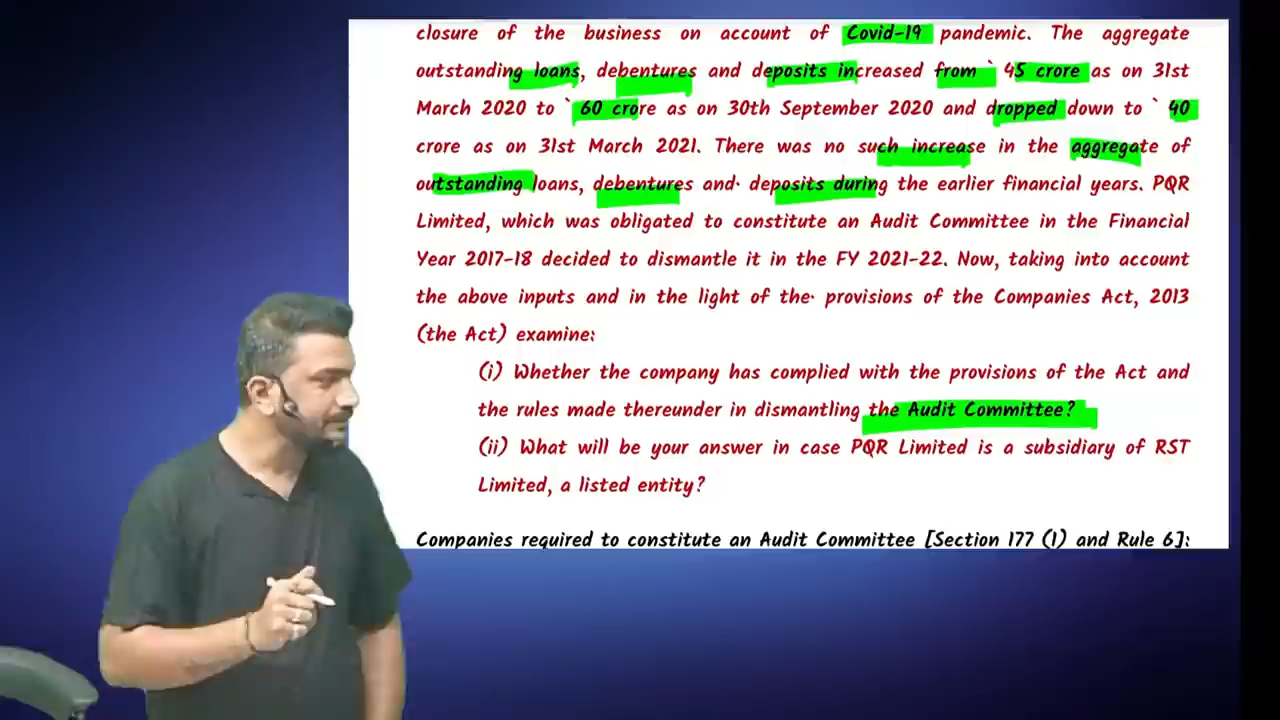 closure of the business on account of Covid-19 pandemic. The aggregate
outstanding loans, debentures and deposits increased from ` 45 crore as on 31st
March 2020 to ` 60 crore as on 30th September 2020 and dropped down to ` 40
crore as on 31st March 2021. There was no such increase in the aggregate of
outstanding loans, debentures and· deposits during the earlier financial years. PQR
Limited, which was obligated to constitute an Audit Committee in the Financial
Year 2017-18 decided to dismantle it in the FY 2021-22. Now, taking into account
the above inputs and in the light of the· provisions of the Companies Act, 2013
(the Act) examine:
(i) Whether the company has complied with the provisions of the Act and
the rules made thereunder in dismantling the Audit Committee?
(ii) What will be your answer in case PQR Limited is a subsidiary of RST
Limited, a listed entity?
Companies required to constitute an Audit Committee [Section 177 (1) and Rule 6]: